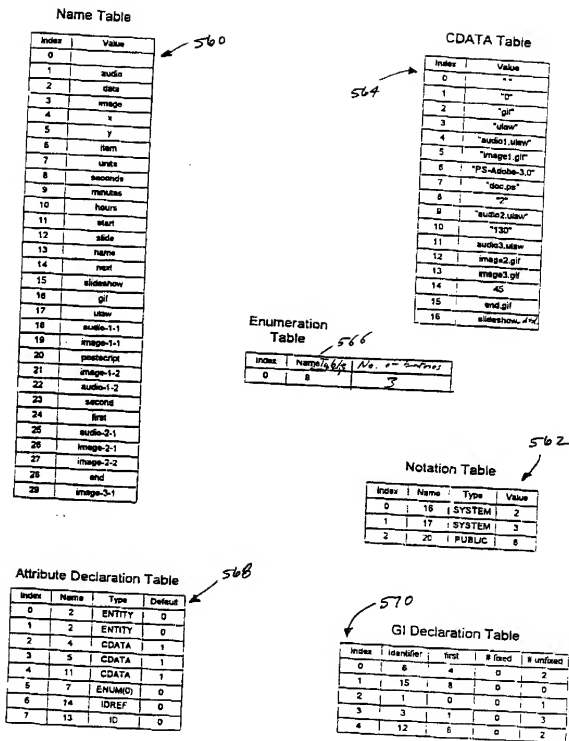 Name Table
560
Index Value
0
1 audio
2 data
3 image
4 x
5 y
6 item
7 units
8 seconds
9 minutes
10 hours
11 start
12 slide
13 name
14 next
15 slideshow
16 gif
17 ulaw
18 audio-1-1
19 image-1-1
20 postscript
21 image-1-2
22 audio-1-2
23 second
24 first
25 audio-2-1
26 image-2-1
27 image-2-2
28 end
29 image-3-1
CDATA Table
564
Index Value
0 " "
1 "0"
2 "gif"
3 "ulaw"
4 "audio1.ulaw"
5 "image1.gif"
6 "PS-Adobe-3.0"
7 "doc.ps"
8 "2"
9 "audio2.ulaw"
10 "130"
11 audio3.ulaw
12 image2.gif
13 image3.gif
14 45
15 end.gif
16 slideshow.
Enumeration
Table
566
Index Name Table No. of
0 8 3
562
Notation Table
Index Name Type Value
0 16 SYSTEM 2
1 17 SYSTEM 3
2 20 PUBLIC 6
Attribute Declaration Table
568
Index Name Type Default
0 2 ENTITY 0
1 2 ENTITY 0
2 4 CDATA 1
3 5 CDATA 1
4 11 CDATA 1
5 7 ENUM(0) 0
6 14 IDREF 0
7 13 ID 0
570
GI Declaration Table
Index identifier first # fixed # unfixed
0 6 4 0 2
1 15 8 0 0
2 1 0 0 1
3 3 1 0 3
4 12 6 0 2